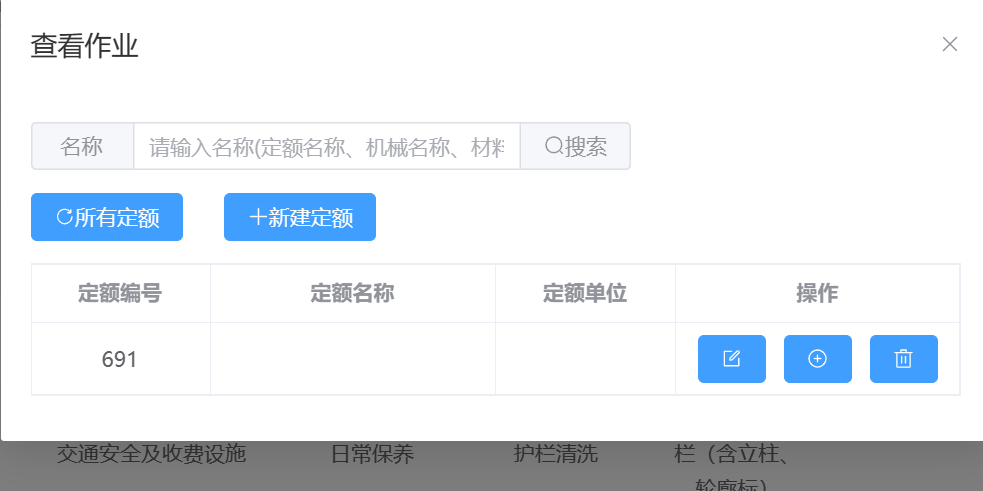 查看作业
名称 请输入名称(定额名称、机械名称、材料 搜索
所有定额 新建定额
定额编号 定额名称 定额单位 操作
691
交通安全及收费设施 日常保养 护栏清洗 栏（含立柱、
轮廓标）